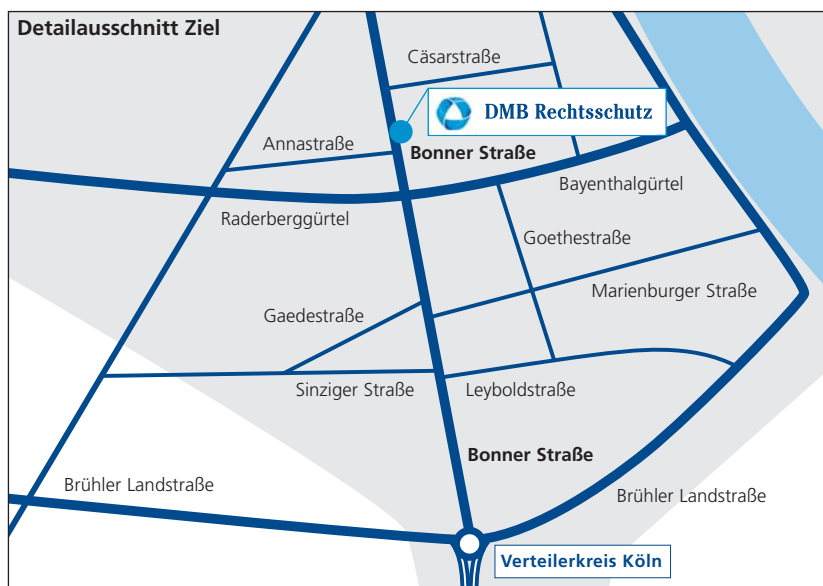 Detailausschnitt Ziel
Cäsarstraße
DMB Rechtsschutz
Annastraße
Bonner Straße
Bayenthalgürtel
Raderberggürtel
Goethestraße
Marienburger Straße
Gaedestraße
Sinziger Straße
Leyboldstraße
Bonner Straße
Brühler Landstraße
Brühler Landstraße
Verteilerkreis Köln